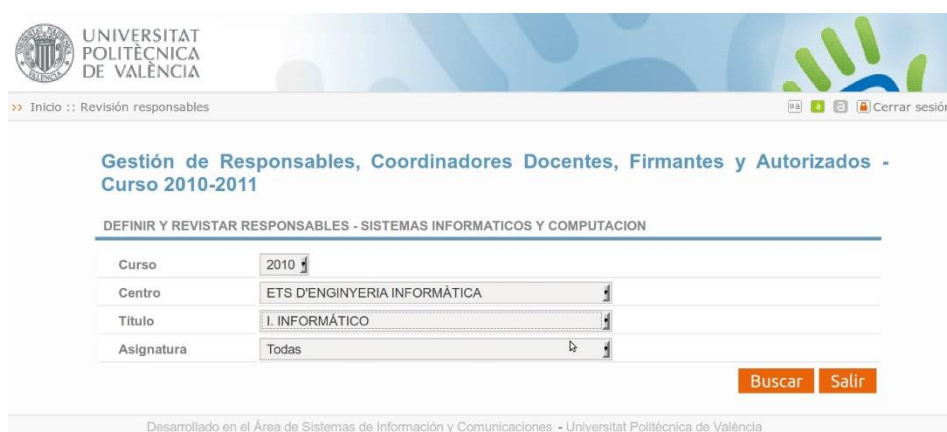 UNIVERSITAT
POLITÈCNICA
DE VALÈNCIA
>> Inicio :: Revisión responsables
Cerrar sesión
Gestión de Responsables, Coordinadores Docentes, Firmantes y Autorizados -
Curso 2010-2011
DEFINIR Y REVISTAR RESPONSABLES - SISTEMAS INFORMATICOS Y COMPUTACION
Curso 2010
Centro ETS D'ENGINYERIA INFORMÀTICA
Título I. INFORMÁTICO
Asignatura Todas
Buscar Salir
Desarrollado en el Área de Sistemas de Información y Comunicaciones - Universitat Politècnica de València